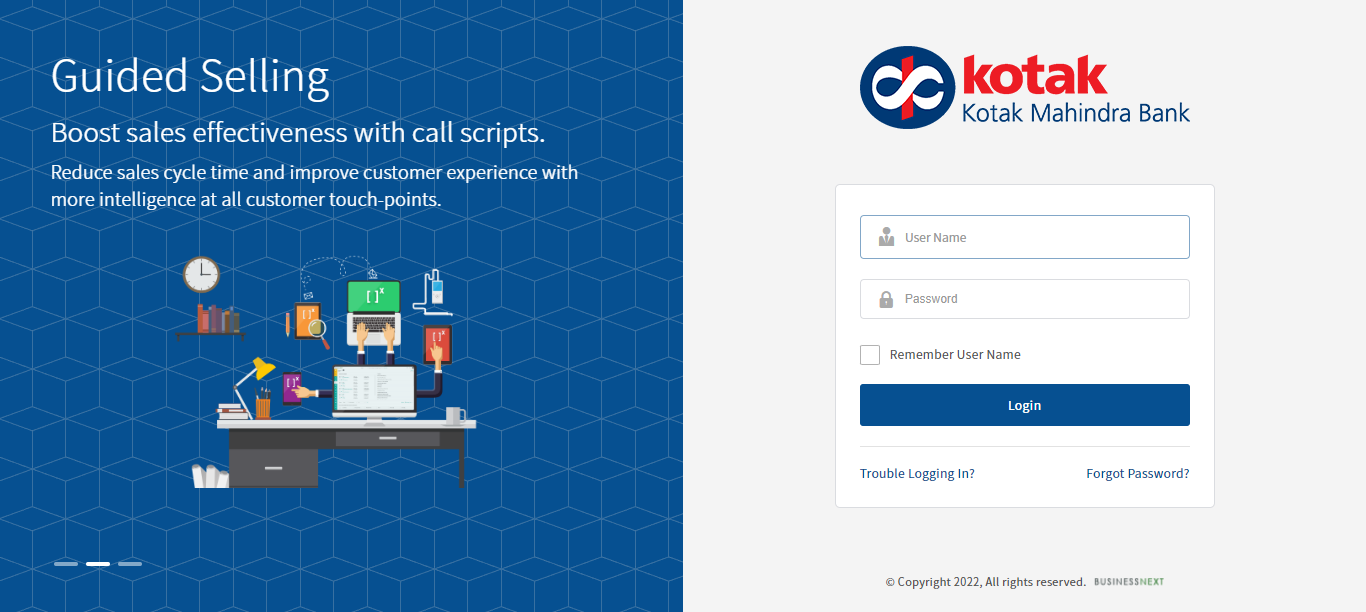 Guided Selling
Boost sales effectiveness with call scripts.
Reduce sales cycle time and improve customer experience with
more intelligence at all customer touch-points.
[ ]x
[ ]x
[ ]x
[ ]x
kotak
Kotak Mahindra Bank
User Name
Password
Remember User Name
Login
Trouble Logging In?
Forgot Password?
© Copyright 2022, All rights reserved. BUSINESSNEXT